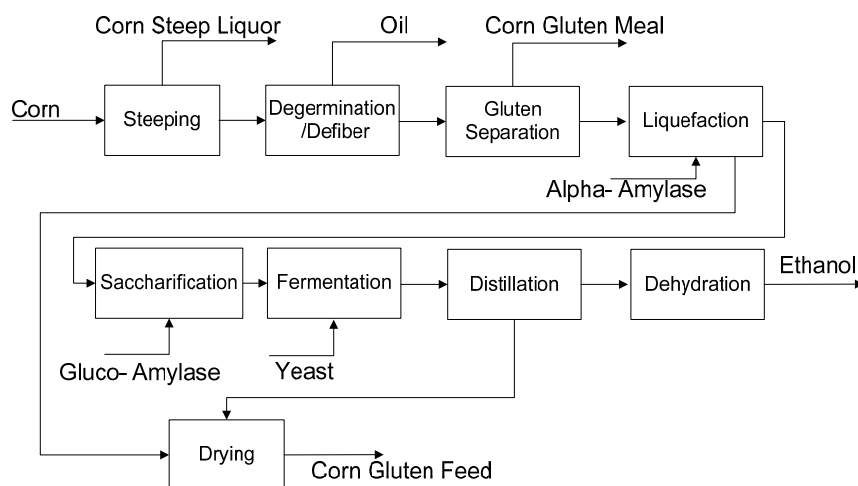 Corn Steep Liquor
Oil
Corn Gluten Meal
Corn
Steeping
Degermination
/Defiber
Gluten
Separation
Liquefaction
Alpha- Amylase
Saccharification
Fermentation
Distillation
Dehydration
Ethanol
Gluco- Amylase
Yeast
Drying
Corn Gluten Feed